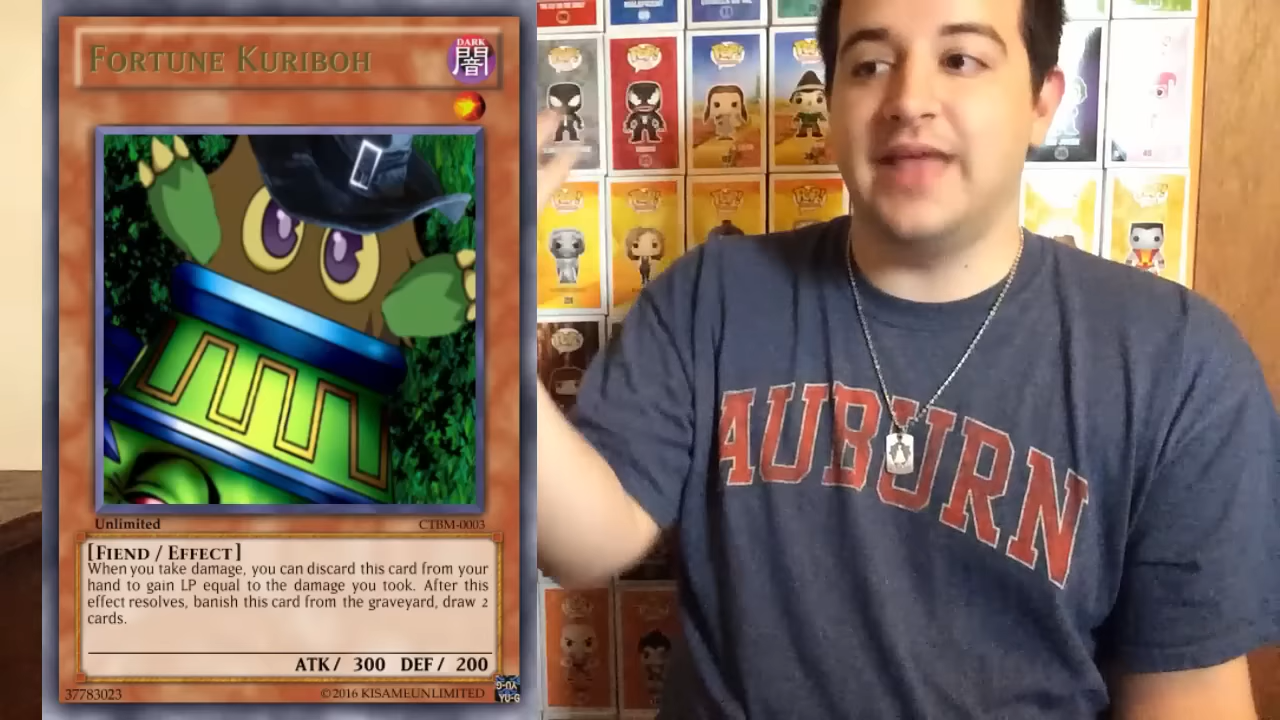 FORTUNE KURIBOH
DARK
闇
Unlimited
CTBM-0003
[FIEND / EFFECT]
When you take damage, you can discard this card from your
hand to gain LP equal to the damage you took. After this
effect resolves, banish this card from the graveyard, draw 2
cards.
ATK/ 300 DEF/ 200
37783023
©2016 KISAMEUNLIMITED
AUBURN